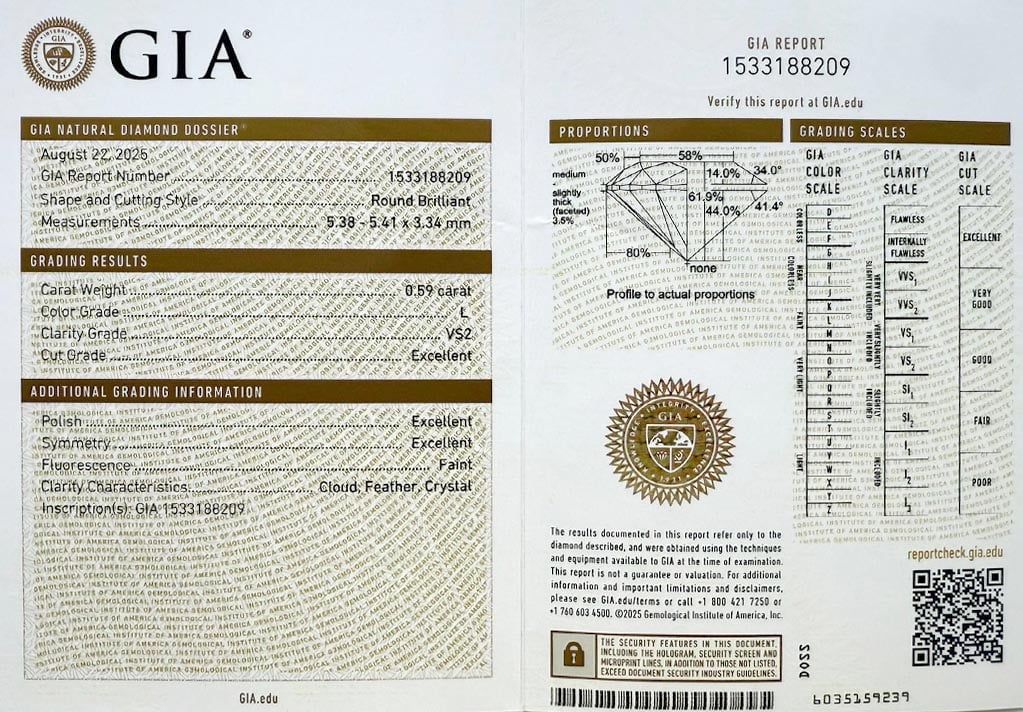 GIA®
GIA NATURAL DIAMOND DOSSIER®
August 22, 2025
GIA Report Number 1533188209
Shape and Cutting Style Round Brilliant
Measurements 5.38 - 5.41 x 3.34 mm
GRADING RESULTS
Carat Weight 0.59 carat
Color Grade L
Clarity Grade VS2
Cut Grade Excellent
ADDITIONAL GRADING INFORMATION
Polish Excellent
Symmetry Excellent
Fluorescence Faint
Clarity Characteristics Cloud, Feather, Crystal
Inscription(s): GIA 1533188209
GIA.edu
GIA REPORT
1533188209
Verify this report at GIA.edu
PROPORTIONS
50%
58%
14.0%
34.0°
medium
-
slightly
thick
(faceted)
3.5%
61.9%
44.0%
41.4°
80%
none
Profile to actual proportions
INTEGRITY
GIA
1931
The results documented in this report refer only to the
diamond described, and were obtained using the techniques
and equipment available to GIA at the time of examination.
This report is not a guarantee or valuation. For additional
information and important limitations and disclaimers,
please see GIA.edu/terms or call +1 800 421 7250 or
+1 760 603 4500. ©2025 Gemological Institute of America, Inc.
THE SECURITY FEATURES IN THIS DOCUMENT,
INCLUDING THE HOLOGRAM, SECURITY SCREEN AND
MICROPRINT LINES, IN ADDITION TO THOSE NOT LISTED,
EXCEED DOCUMENT SECURITY INDUSTRY GUIDELINES.
GRADING SCALES
GIA
COLOR
SCALE
COLORLESS
D
E
F
NEAR COLORLESS
G
H
I
J
FAINT
K
L
M
VERY LIGHT
N
O
P
Q
R
LIGHT
S
T
U
V
W
X
Y
Z
GIA
CLARITY
SCALE
FLAWLESS
INTERNALLY
FLAWLESS
VERY VERY
SLIGHTLY INCLUDED
VVS1
VVS2
VERY SLIGHTLY
INCLUDED
VS1
VS2
SLIGHTLY
INCLUDED
SI1
SI2
INCLUDED
I1
I2
I3
GIA
CUT
SCALE
EXCELLENT
VERY
GOOD
GOOD
FAIR
POOR
reportcheck.gia.edu
DOSS
6035159239